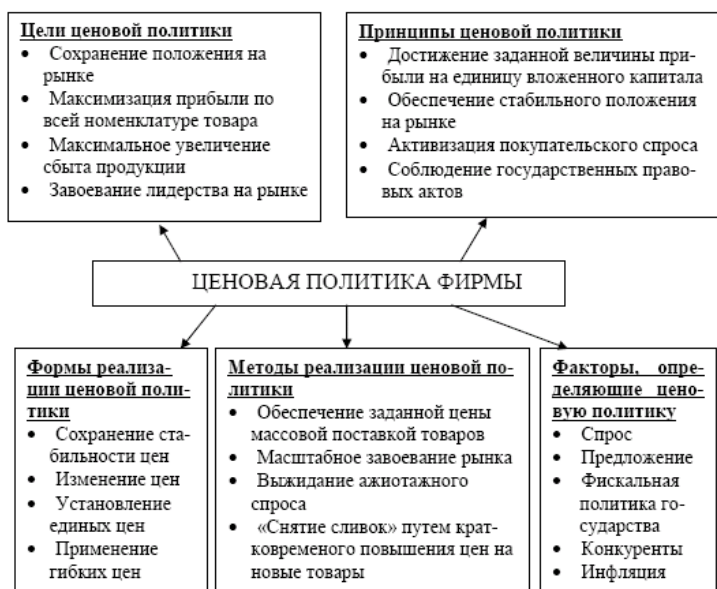 Цели ценовой политики
• Сохранение положения на
рынке
• Максимизация прибыли по
всей номенклатуре товара
• Максимальное увеличение
сбыта продукции
• Завоевание лидерства на рынке
Принципы ценовой политики
• Достижение заданной величины при-
были на единицу вложенного капитала
• Обеспечение стабильного положения
на рынке
• Активизация покупательского спроса
• Соблюдение государственных право-
вых актов
ЦЕНОВАЯ ПОЛИТИКА ФИРМЫ
Формы реализа-
ции ценовой поли-
тики
• Сохранение ста-
бильности цен
• Изменение цен
• Установление
единых цен
• Применение
гибких цен
Методы реализации ценовой по-
литики
• Обеспечение заданной цены
массовой поставкой товаров
• Масштабное завоевание рынка
• Выжидание ажиотажного
спроса
• «Снятие сливок» путем крат-
ковременого повышения цен на
новые товары
Факторы, опре-
деляющие цено-
вую политику
• Спрос
• Предложение
• Фискальная
политика го-
сударства
• Конкуренты
• Инфляция